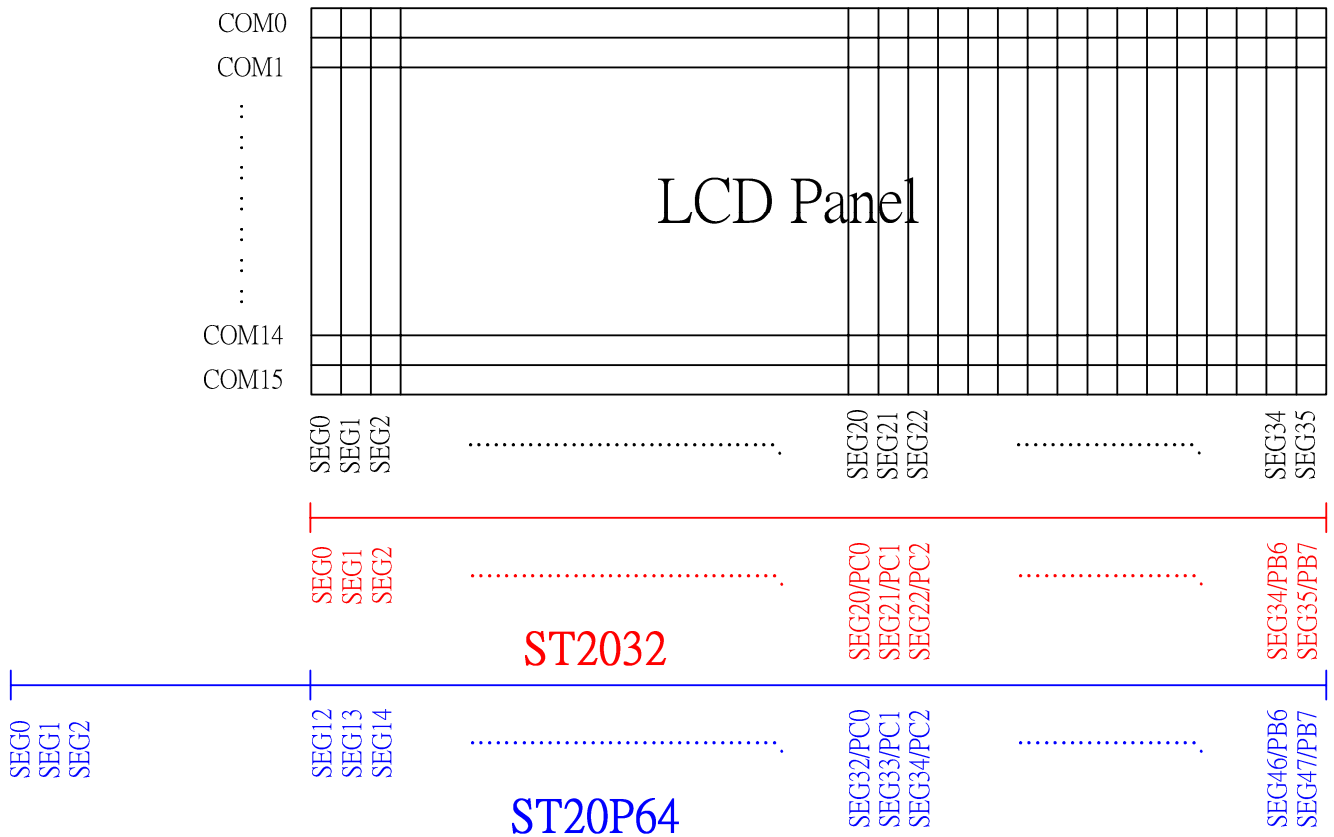 COM0
COM1
LCD Panel
COM14
COM15
SEG0 SEG1 SEG2 SEG20 SEG21 SEG22 SEG34 SEG35
SEG0 SEG1 SEG2 SEG20/PC0 SEG21/PC1 SEG22/PC2 SEG34/PB6 SEG35/PB7
ST2032
SEG0 SEG1 SEG2 SEG12 SEG13 SEG14 SEG32/PC0 SEG33/PC1 SEG34/PC2 SEG46/PB6 SEG47/PB7
ST20P64